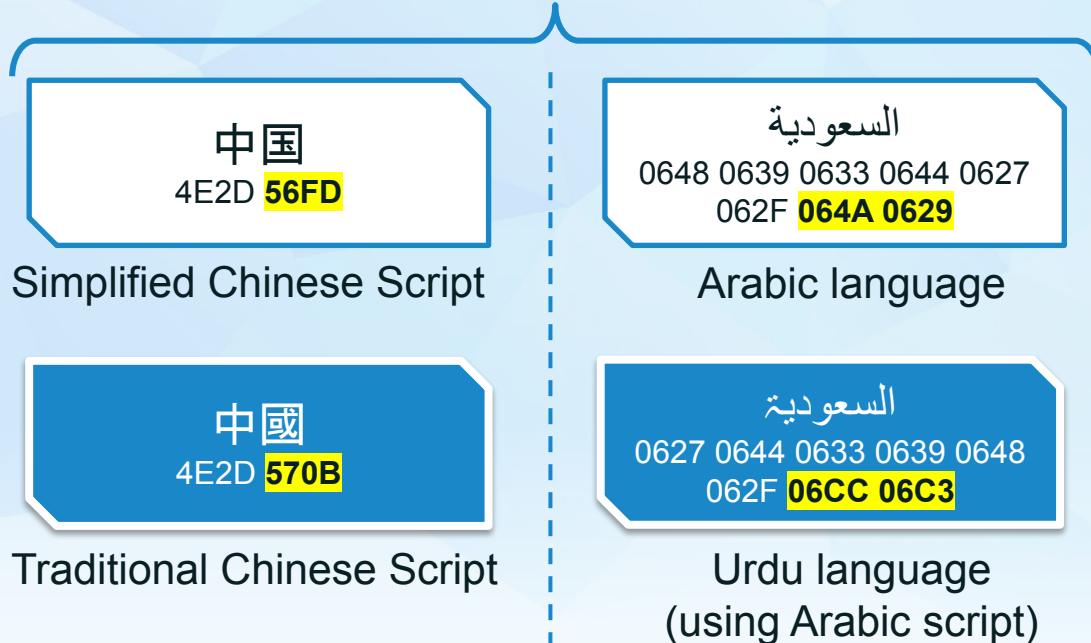 中国
4E2D 56FD
Simplified Chinese Script
السعودية
0648 0639 0633 0644 0627
062F 064A 0629
Arabic language
中國
4E2D 570B
Traditional Chinese Script
السعودیۃ
0627 0644 0633 0639 0648
062F 06CC 06C3
Urdu language
(using Arabic script)